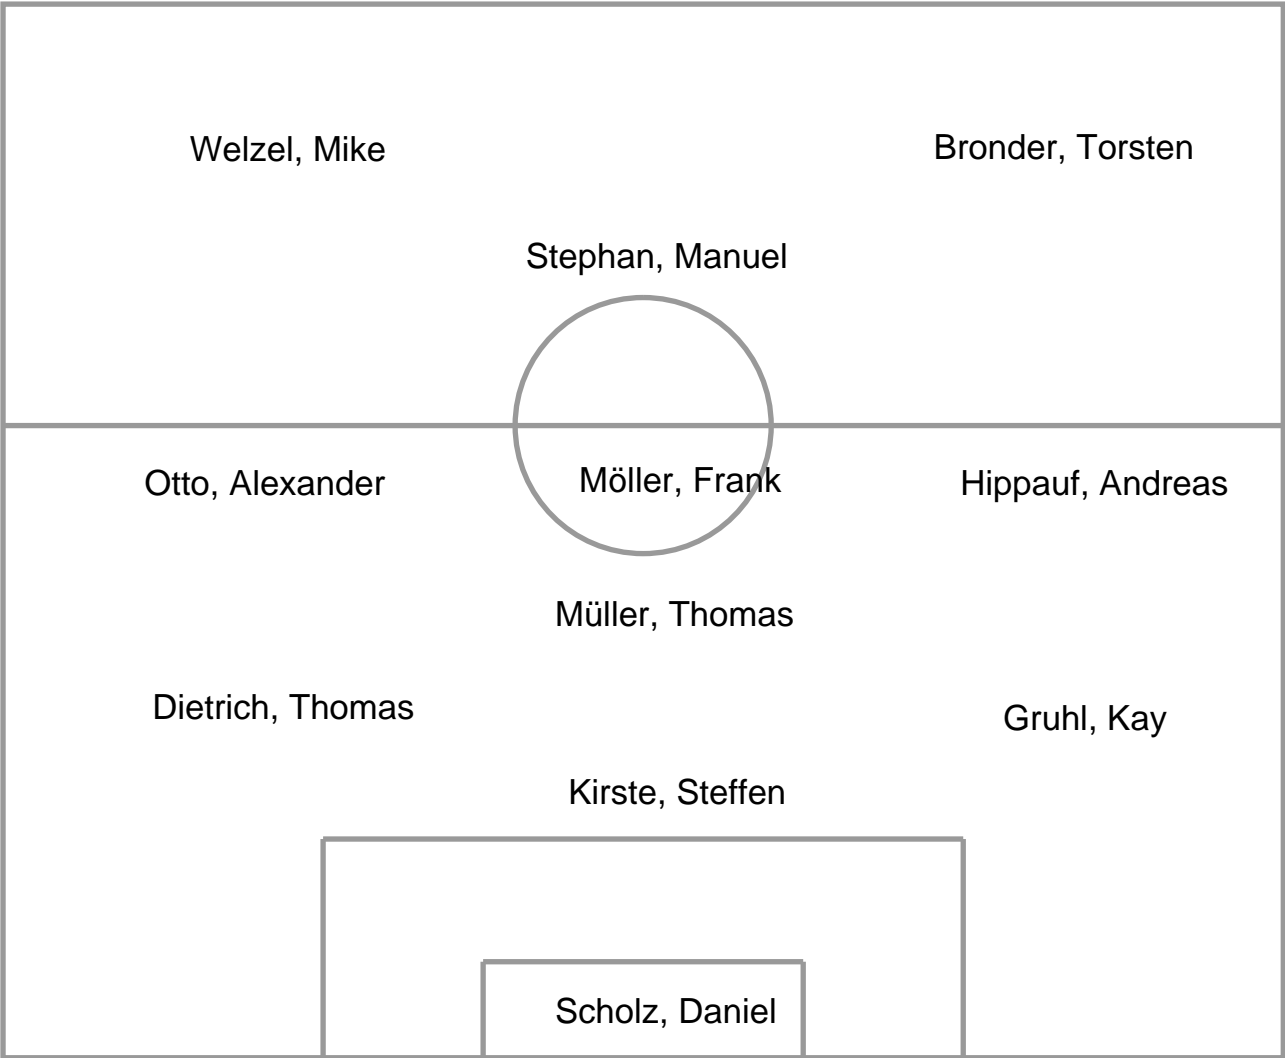 Welzel, Mike
Bronder, Torsten
Stephan, Manuel
Otto, Alexander
Möller, Frank
Hippauf, Andreas
Müller, Thomas
Dietrich, Thomas
Gruhl, Kay
Kirste, Steffen
Scholz, Daniel